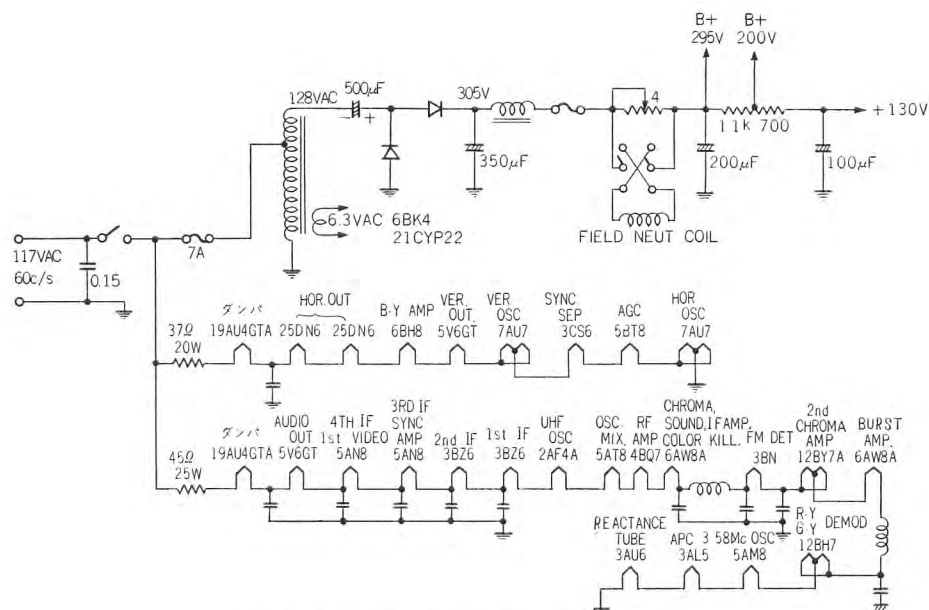 B+ B+
295V 200V
500μF
128VAC
305V
4
+130V
+
11k 700
350μF
200μF
100μF
6.3VAC 6BK4
21CYP22
FIELD NEUT COIL
117VAC
7A
60c/s
0.15
ダンパ
19AU4GTA
HOR.OUT
25DN6 25DN6
B-Y AMP
6BH8
VER.
OUT.
5V6GT
VER
OSC
7AU7
SYNC
SEP
3CS6
AGC
5BT8
HOR
OSC
7AU7
37Ω
20W
ダンパ
19AU4GTA
AUDIO
OUT
5V6GT
4TH IF
1st VIDEO
5AN8
3RD IF
SYNC
AMP
5AN8
2nd IF
3BZ6
1st IF
3BZ6
UHF
OSC
2AF4A
OSC
MIX.
5AT8
RF
AMP
4BQ7
CHROMA,
SOUND,IF AMP,
COLOR KILL.
6AW8A
FM DET
3BN
2nd
CHROMA
AMP
12BY7A
BURST
AMP.
6AW8A
45Ω
25W
REACTANCE
TUBE
3AU6
APC
3AL5
3 58Mc OSC
5AM8
R-Y
G Y
DEMOD
12BH7